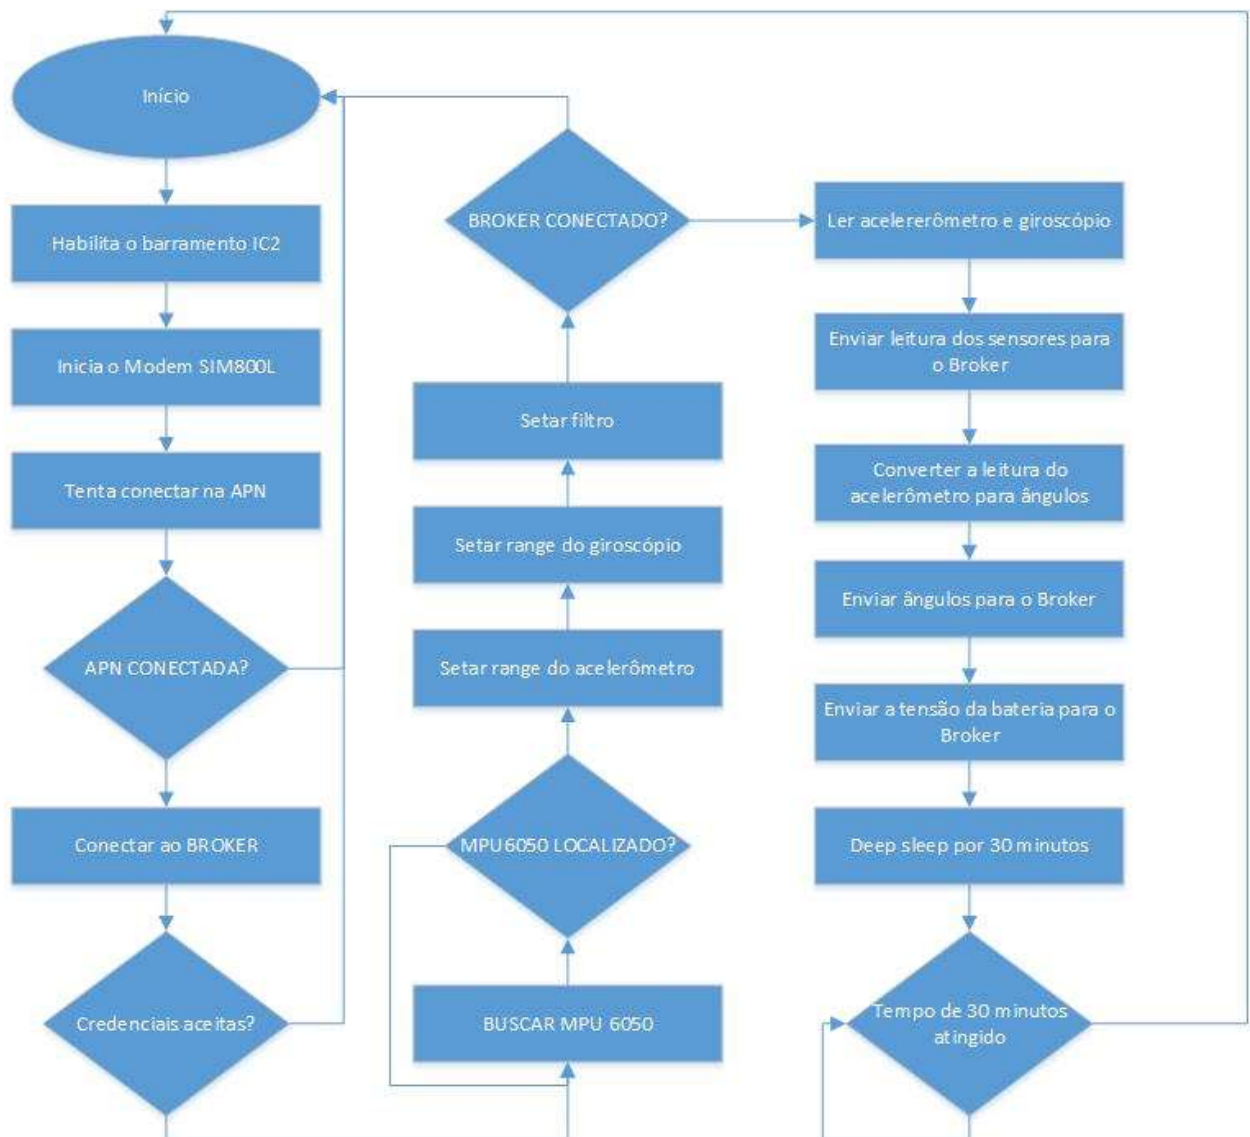 Início
Habilita o barramento IC2
Inicia o Modem SIM800L
Tenta conectar na APN
APN CONECTADA?
Conectar ao BROKER
Credenciais aceitas?
BUSCAR MPU 6050
MPU6050 LOCALIZADO?
Setar range do acelerômetro
Setar range do giroscópio
Setar filtro
BROKER CONECTADO?
Ler acelererômetro e giroscópio
Enviar leitura dos sensores para
o Broker
Converter a leitura do
acelerômetro para ângulos
Enviar ângulos para o Broker
Enviar a tensão da bateria para o
Broker
Deep sleep por 30 minutos
Tempo de 30 minutos
atingido